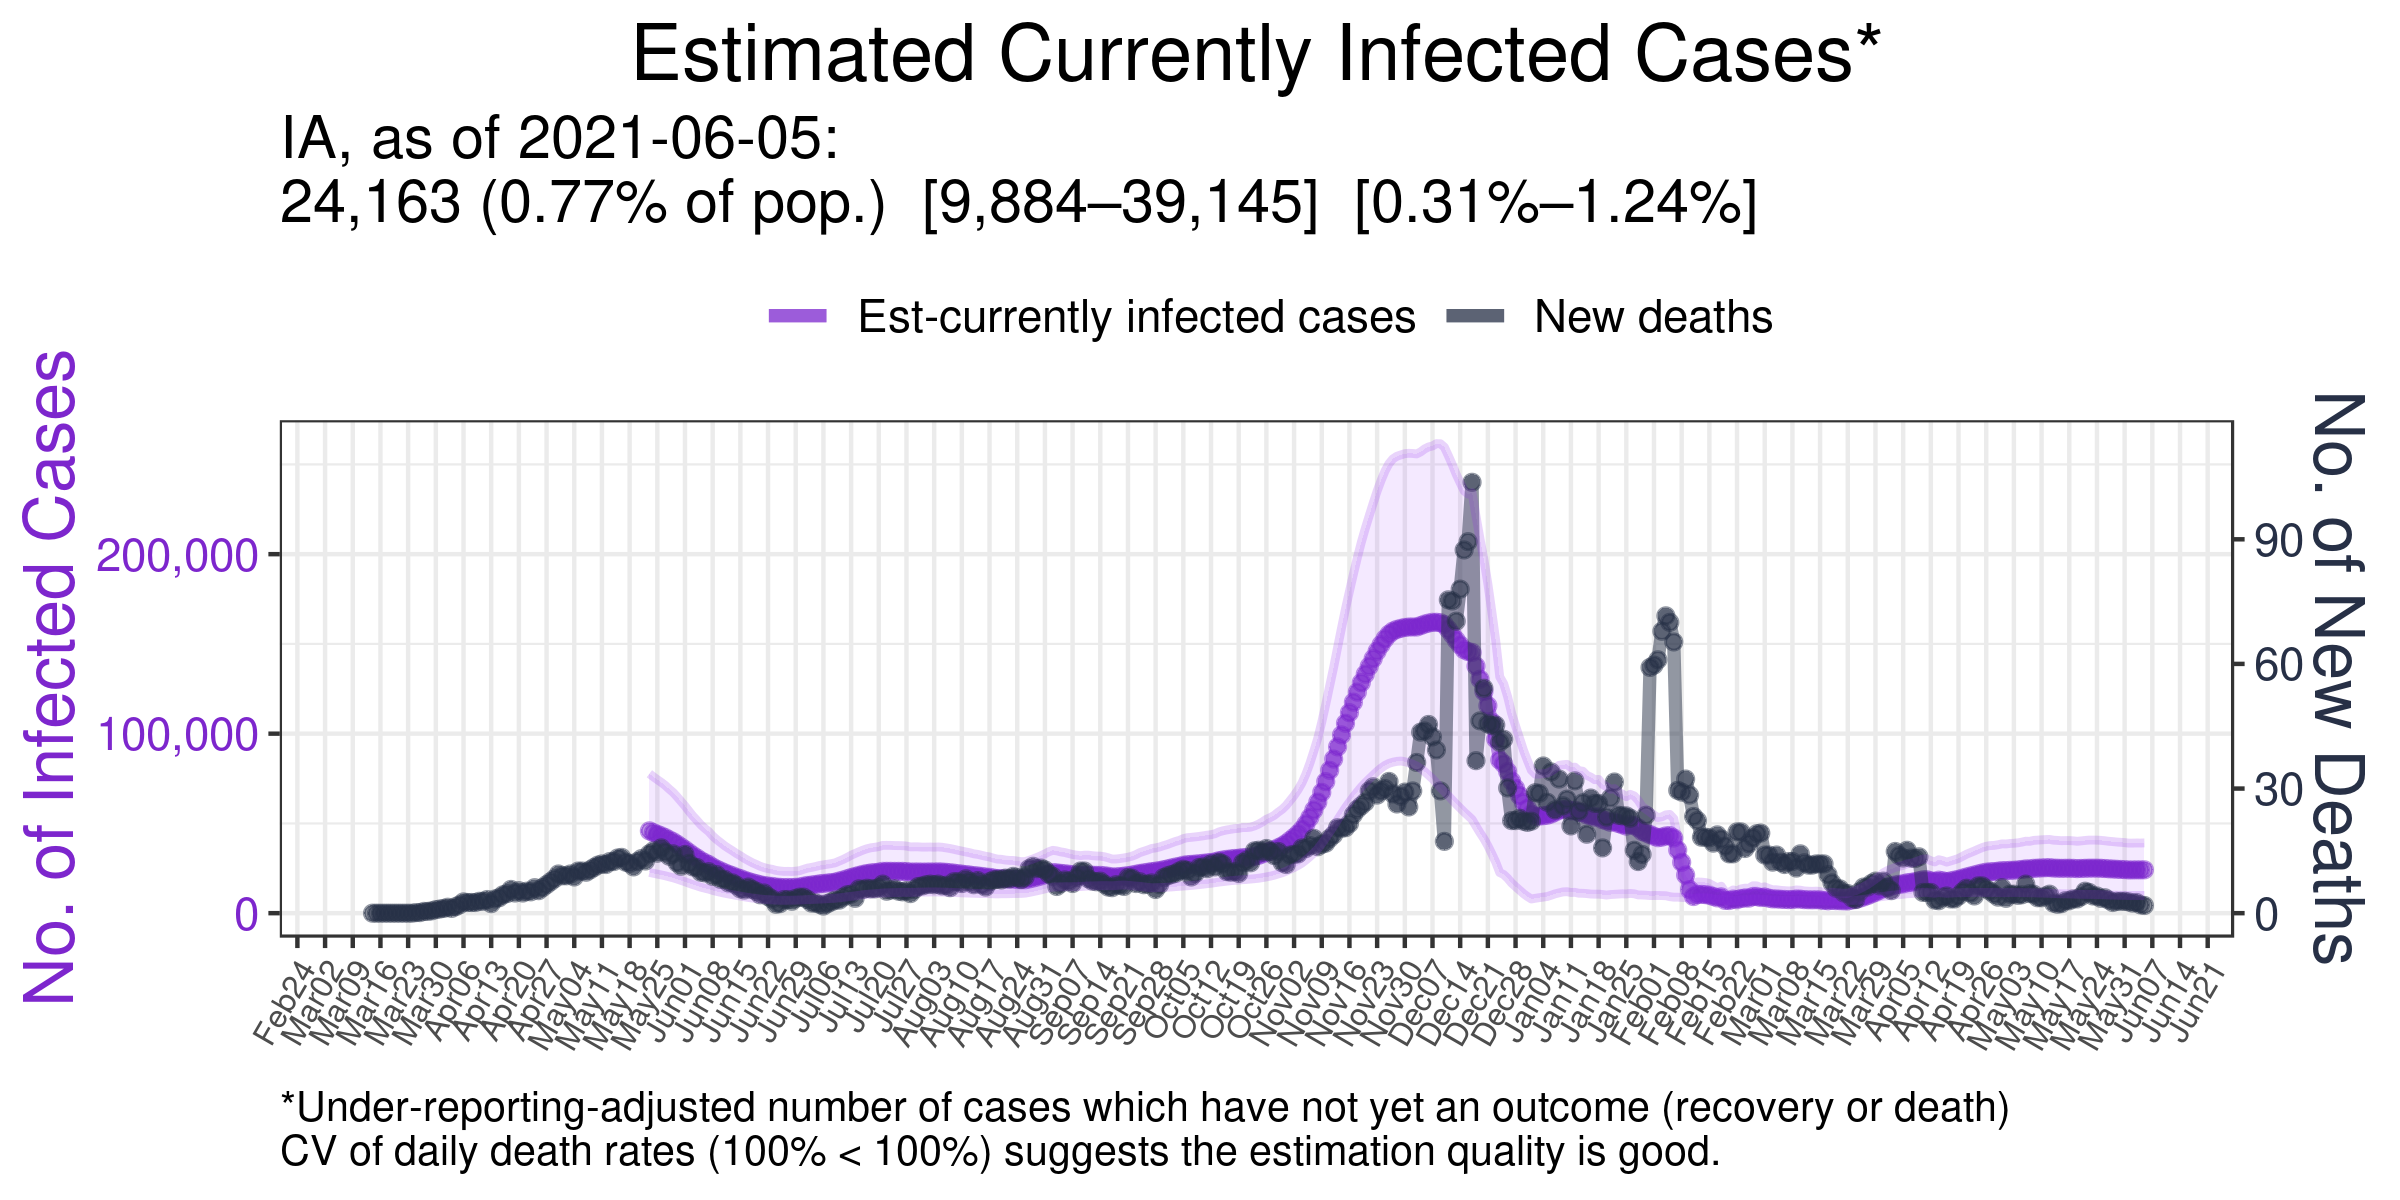 Estimated Currently Infected Cases*
IA, as of 2021-06-05:
24,163 (0.77% of pop.) [9,884–39,145] [0.31%–1.24%]
Est-currently infected cases
New deaths
No. of Infected Cases
200,000
100,000
0
90
60
30
0
No. of New Deaths
Feb24
Mar02
Mar09
Mar16
Mar23
Mar30
Apr06
Apr13
Apr20
Apr27
May04
May11
May18
May25
Jun01
Jun08
Jun15
Jun22
Jun29
Jul06
Jul13
Jul20
Jul27
Aug03
Aug10
Aug17
Aug24
Aug31
Sep07
Sep14
Sep21
Sep28
Oct05
Oct12
Oct19
Oct26
Nov02
Nov09
Nov16
Nov23
Nov30
Dec07
Dec14
Dec21
Dec28
Jan04
Jan11
Jan18
Jan25
Feb01
Feb08
Feb15
Feb22
Mar01
Mar08
Mar15
Mar22
Mar29
Apr05
Apr12
Apr19
Apr26
May03
May10
May17
May24
May31
Jun07
Jun14
Jun21
*Under-reporting-adjusted number of cases which have not yet an outcome (recovery or death)
CV of daily death rates (100% < 100%) suggests the estimation quality is good.